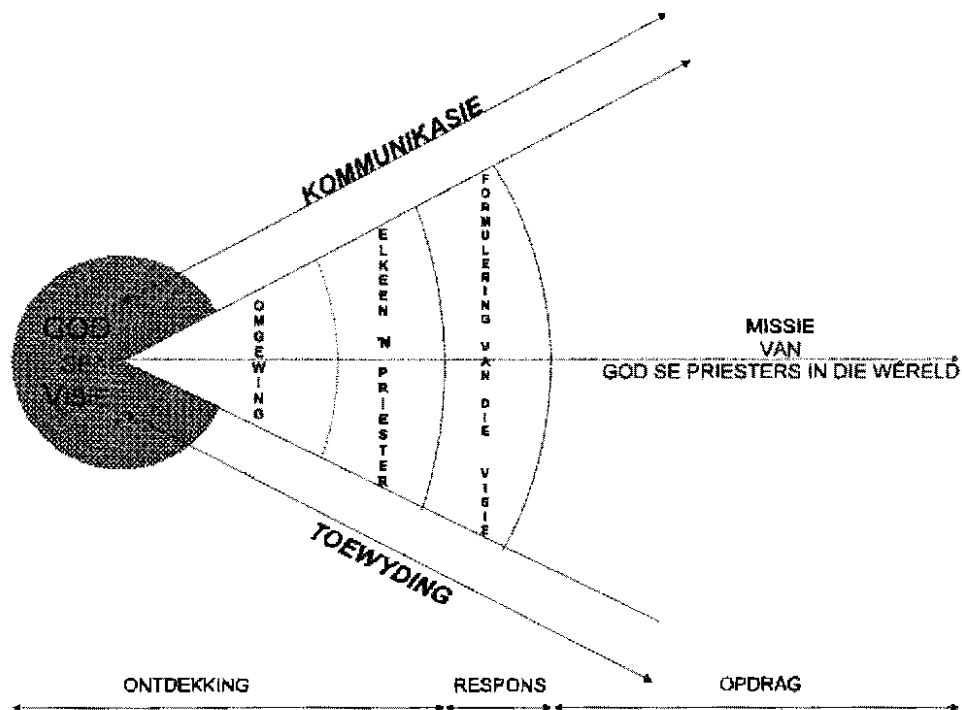 KOMMUNIKASIE
GOD
SE
VISIE
OMGEWING
ELKEEN 'N PRIESTER
FORMULERING VAN DIE VISIE
MISSIE
VAN
GOD SE PRIESTERS IN DIE WÊRELD
TOEWYDING
ONTDEKKING
RESPONS
OPDRAG